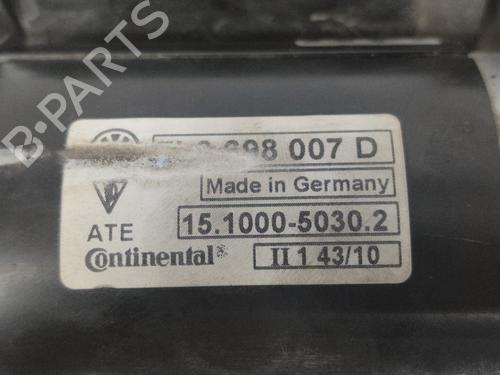 B-PARTS
698 007 D
Made in Germany
ATE
15.1000-5030.2
Continental
II 1 43/10